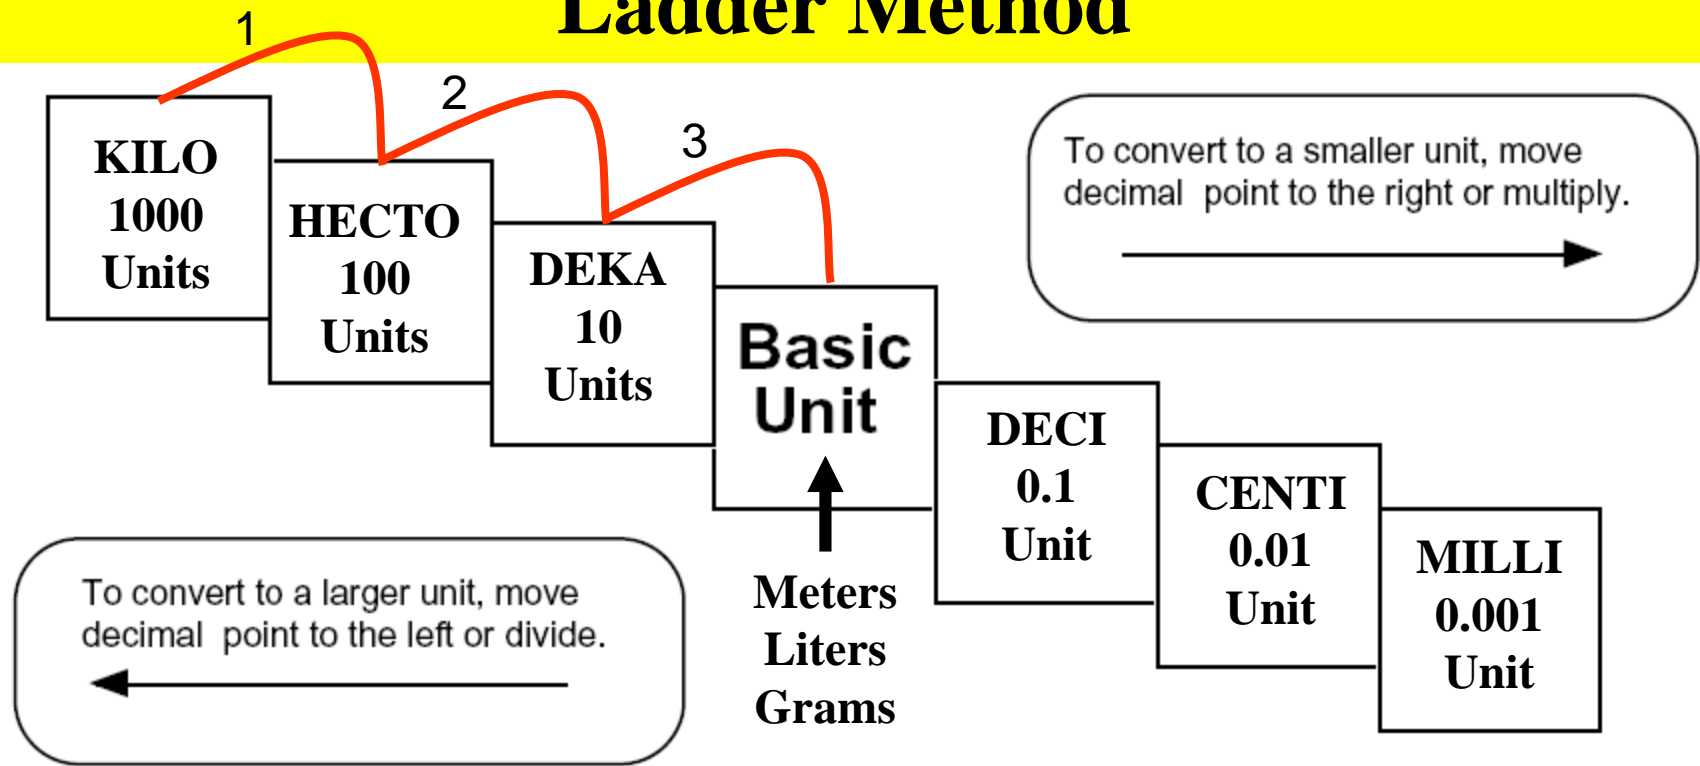 Ladder Method
1
2
3
KILO
1000
Units
HECTO
100
Units
DEKA
10
Units
Basic
Unit
DECI
0.1
Unit
CENTI
0.01
Unit
MILLI
0.001
Unit
To convert to a smaller unit, move
decimal point to the right or multiply.
To convert to a larger unit, move
decimal point to the left or divide.
Meters
Liters
Grams